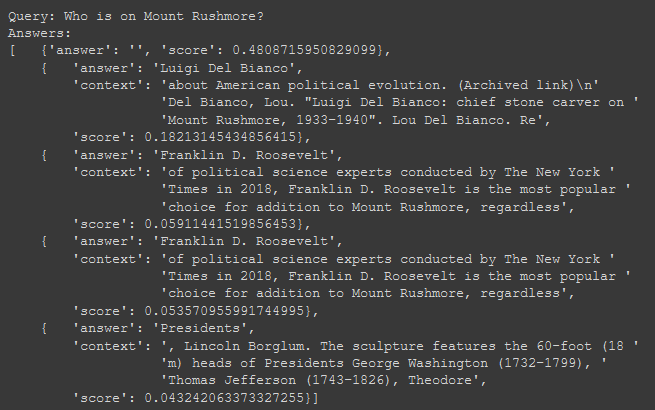 Query: Who is on Mount Rushmore?
Answers:
[   {'answer': '', 'score': 0.4808715950829099},
    {   'answer': 'Luigi Del Bianco',
        'context': 'about American political evolution. (Archived link)\n'
                   'Del Bianco, Lou. "Luigi Del Bianco: chief stone carver on '
                   'Mount Rushmore, 1933-1940". Lou Del Bianco. Re',
        'score': 0.18213145434856415},
    {   'answer': 'Franklin D. Roosevelt',
        'context': 'of political science experts conducted by The New York '
                   'Times in 2018, Franklin D. Roosevelt is the most popular '
                   'choice for addition to Mount Rushmore, regardless',
        'score': 0.05911441519856453},
    {   'answer': 'Franklin D. Roosevelt',
        'context': 'of political science experts conducted by The New York '
                   'Times in 2018, Franklin D. Roosevelt is the most popular '
                   'choice for addition to Mount Rushmore, regardless',
        'score': 0.053570955991744995},
    {   'answer': 'Presidents',
        'context': ', Lincoln Borglum. The sculpture features the 60-foot (18 '
                   'm) heads of Presidents George Washington (1732–1799), '
                   'Thomas Jefferson (1743–1826), Theodore',
        'score': 0.043242063373327255}]